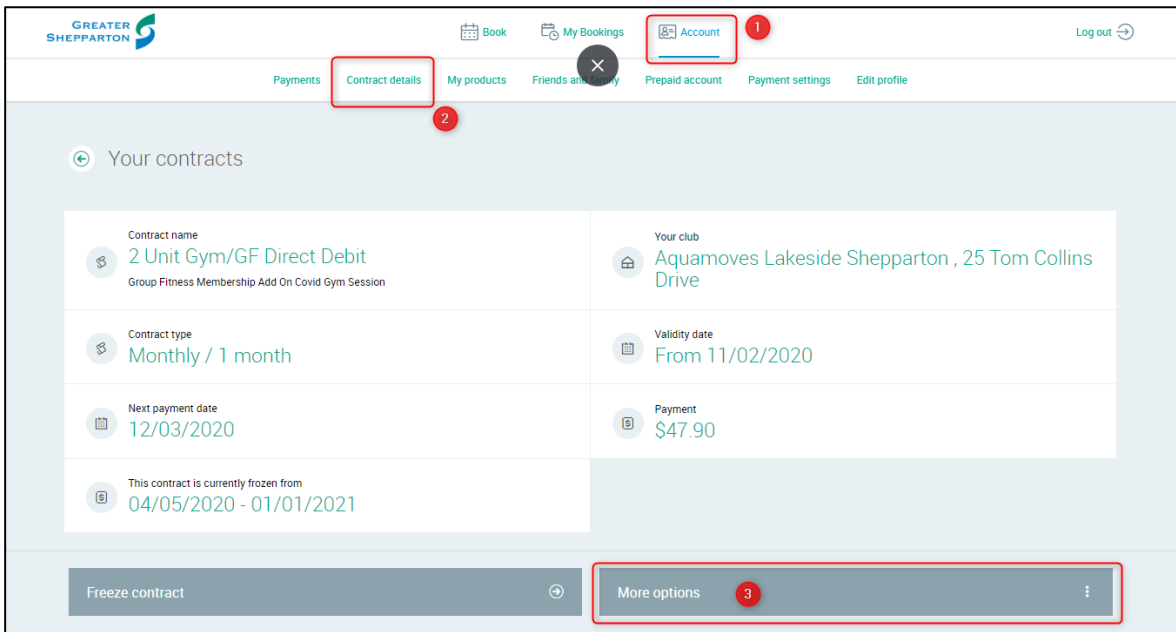 GREATER
SHEPPARTON
Book
My Bookings
Account
1
Log out
Payments
Contract details
My products
Friends and family
Prepaid account
Payment settings
Edit profile
2
Your contracts
Contract name
2 Unit Gym/GF Direct Debit
Group Fitness Membership Add On Covid Gym Session
Your club
Aquamoves Lakeside Shepparton , 25 Tom Collins
Drive
Contract type
Monthly / 1 month
Validity date
From 11/02/2020
Next payment date
12/03/2020
Payment
$47.90
This contract is currently frozen from
04/05/2020 - 01/01/2021
Freeze contract
More options
3